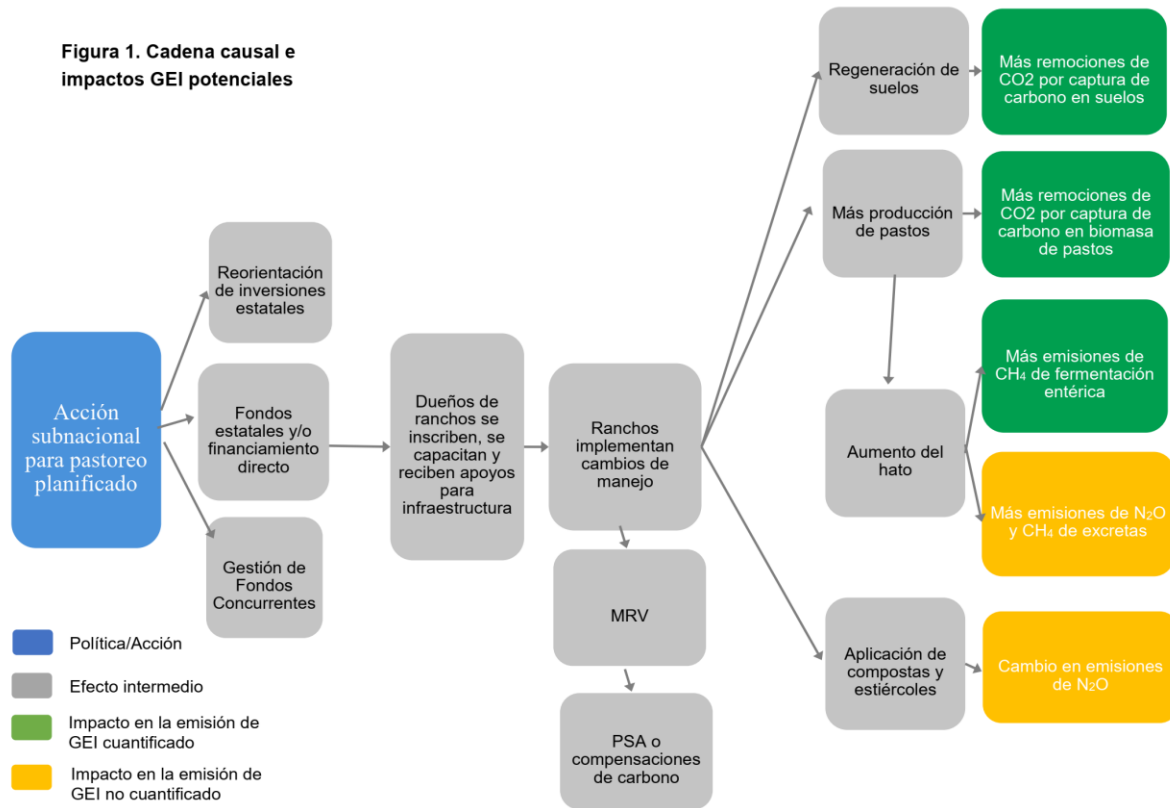 Figura 1. Cadena causal e
impactos GEI potenciales
Acción
subnacional
para pastoreo
planificado
Reorientación
de inversiones
estatales
Fondos
estatales y/o
financiamiento
directo
Gestión de
Fondos
Concurrentes
Dueños de
ranchos se
inscriben, se
capacitan y
reciben apoyos
para
infraestructura
Ranchos
implementan
cambios de
manejo
MRV
PSA o
compensaciones
de carbono
Regeneración de
suelos
Más remociones de
CO2 por captura de
carbono en suelos
Más producción
de pastos
Más remociones de
CO2 por captura de
carbono en biomasa
de pastos
Aumento del
hato
Más emisiones de
CH₄ de fermentación
entérica
Más emisiones de N₂O
y CH₄ de excretas
Aplicación de
compostas y
estiércoles
Cambio en emisiones
de N₂O
Política/Acción
Efecto intermedio
Impacto en la emisión de
GEI cuantificado
Impacto en la emisión de
GEI no cuantificado